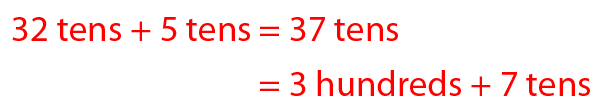 32 tens + 5 tens = 37 tens
= 3 hundreds + 7 tens